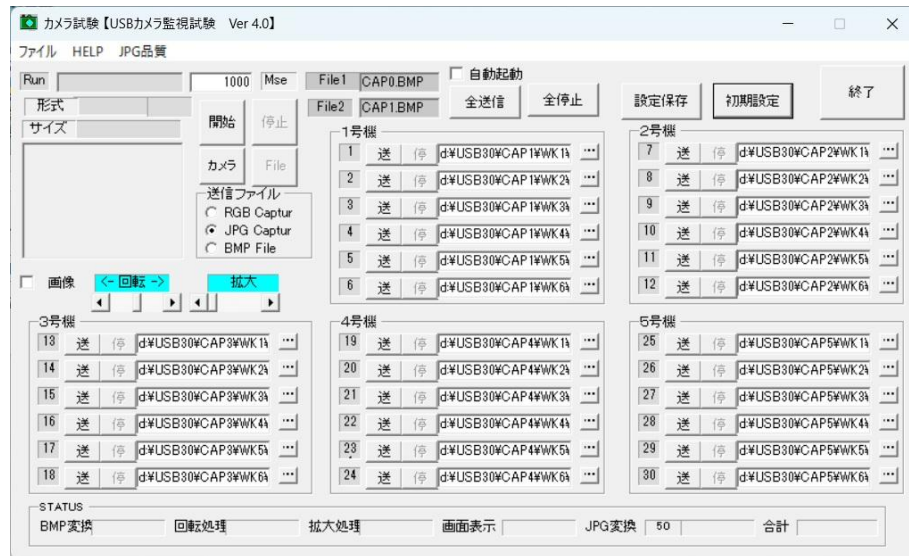 カメラ試験【USBカメラ監視試験 Ver 4.0】
ファイル HELP JPG品質
Run 1000 Mse File1 CAP0.BMP 自動起動
形式 File2 CAP1.BMP 全送信 全停止 設定保存 初期設定 終了
サイズ 開始 停止
カメラ File
送信ファイル
RGB Captur
JPG Captur
BMP File
画像 <- 回転 -> 拡大
1号機
1 送 停 d:¥USB30¥CAP1¥WK1¥ ...
2 送 停 d:¥USB30¥CAP1¥WK2¥ ...
3 送 停 d:¥USB30¥CAP1¥WK3¥ ...
4 送 停 d:¥USB30¥CAP1¥WK4¥ ...
5 送 停 d:¥USB30¥CAP1¥WK5¥ ...
6 送 停 d:¥USB30¥CAP1¥WK6¥ ...
2号機
7 送 停 d:¥USB30¥CAP2¥WK1¥ ...
8 送 停 d:¥USB30¥CAP2¥WK2¥ ...
9 送 停 d:¥USB30¥CAP2¥WK3¥ ...
10 送 停 d:¥USB30¥CAP2¥WK4¥ ...
11 送 停 d:¥USB30¥CAP2¥WK5¥ ...
12 送 停 d:¥USB30¥CAP2¥WK6¥ ...
3号機
13 送 停 d:¥USB30¥CAP3¥WK1¥ ...
14 送 停 d:¥USB30¥CAP3¥WK2¥ ...
15 送 停 d:¥USB30¥CAP3¥WK3¥ ...
16 送 停 d:¥USB30¥CAP3¥WK4¥ ...
17 送 停 d:¥USB30¥CAP3¥WK5¥ ...
18 送 停 d:¥USB30¥CAP3¥WK6¥ ...
4号機
19 送 停 d:¥USB30¥CAP4¥WK1¥ ...
20 送 停 d:¥USB30¥CAP4¥WK2¥ ...
21 送 停 d:¥USB30¥CAP4¥WK3¥ ...
22 送 停 d:¥USB30¥CAP4¥WK4¥ ...
23 送 停 d:¥USB30¥CAP4¥WK5¥ ...
24 送 停 d:¥USB30¥CAP4¥WK6¥ ...
5号機
25 送 停 d:¥USB30¥CAP5¥WK1¥ ...
26 送 停 d:¥USB30¥CAP5¥WK2¥ ...
27 送 停 d:¥USB30¥CAP5¥WK3¥ ...
28 送 停 d:¥USB30¥CAP5¥WK4¥ ...
29 送 停 d:¥USB30¥CAP5¥WK5¥ ...
30 送 停 d:¥USB30¥CAP5¥WK6¥ ...
STATUS
BMP変換 回転処理 拡大処理 画面表示 JPG変換 50 合計